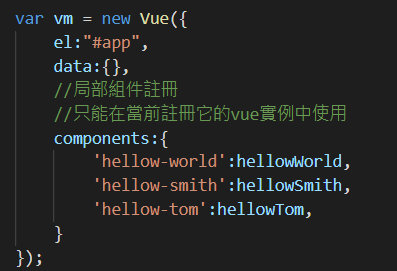 var vm = new Vue({
    el:"#app",
    data:{},
    //局部組件註冊
    //只能在當前註冊它的vue實例中使用
    components:{
        'hellow-world':hellowWorld,
        'hellow-smith':hellowSmith,
        'hellow-tom':hellowTom,
    }
});